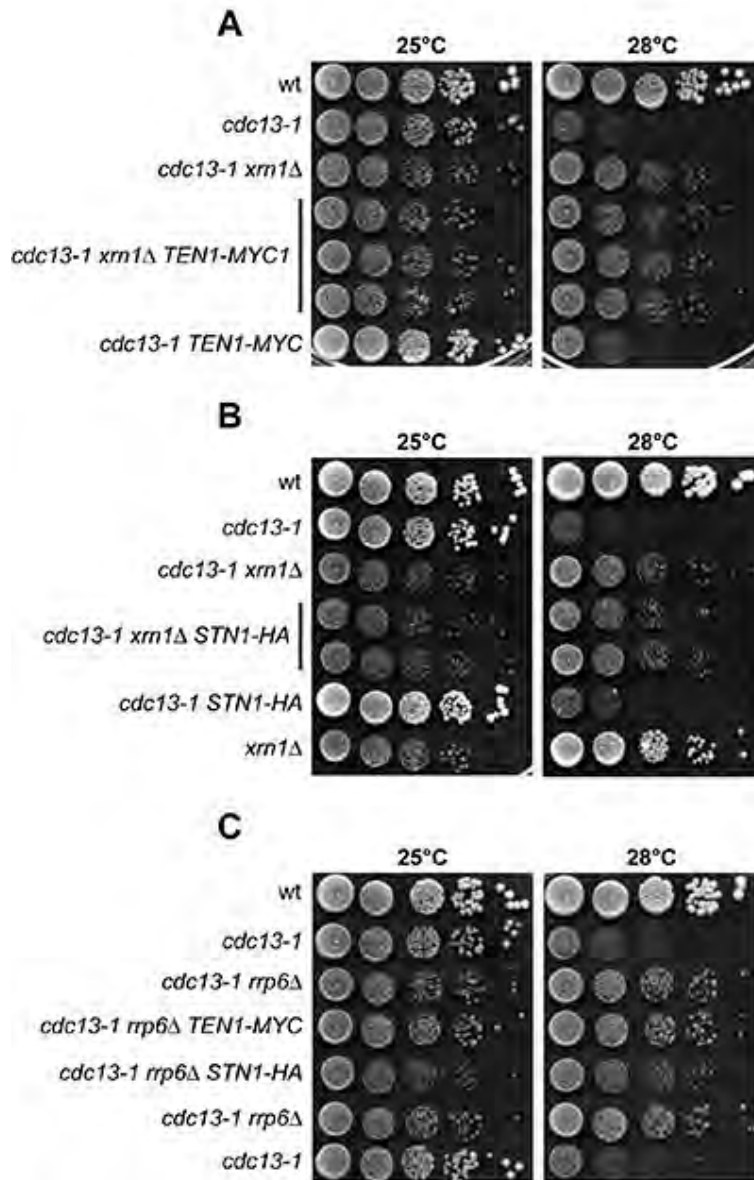 A
25°C 28°C
wt
cdc13-1
cdc13-1 xrn1Δ
cdc13-1 xrn1Δ TEN1-MYC1
cdc13-1 TEN1-MYC
B
25°C 28°C
wt
cdc13-1
cdc13-1 xrn1Δ
cdc13-1 xrn1Δ STN1-HA
cdc13-1 STN1-HA
xrn1Δ
C
25°C 28°C
wt
cdc13-1
cdc13-1 rrp6Δ
cdc13-1 rrp6Δ TEN1-MYC
cdc13-1 rrp6Δ STN1-HA
cdc13-1 rrp6Δ
cdc13-1